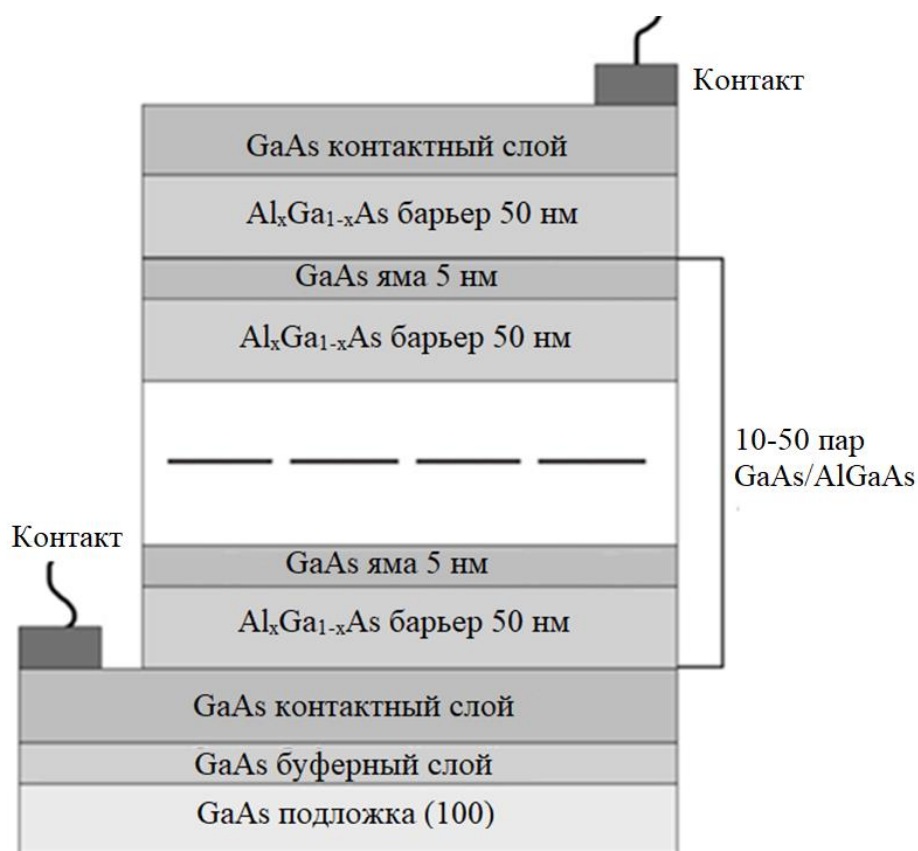 Контакт
GaAs контактный слой
AlₓGa₁₋ₓAs барьер 50 нм
GaAs яма 5 нм
AlₓGa₁₋ₓAs барьер 50 нм
10-50 пар
GaAs/AlGaAs
Контакт
GaAs яма 5 нм
AlₓGa₁₋ₓAs барьер 50 нм
GaAs контактный слой
GaAs буферный слой
GaAs подложка (100)